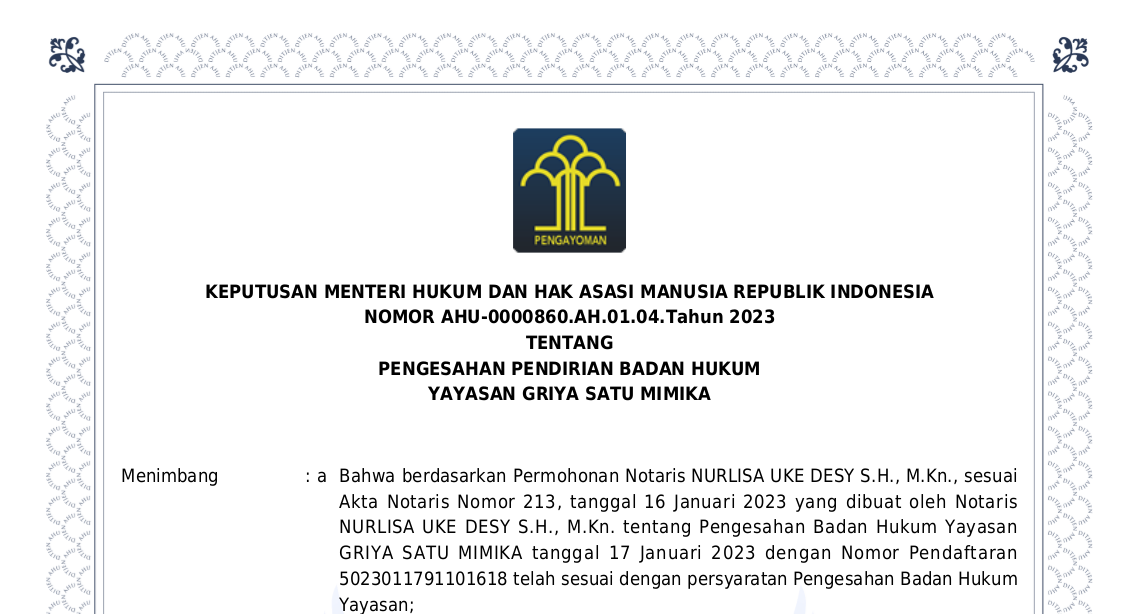 PENGAYOMAN
KEPUTUSAN MENTERI HUKUM DAN HAK ASASI MANUSIA REPUBLIK INDONESIA
NOMOR AHU-0000860.AH.01.04.Tahun 2023
TENTANG
PENGESAHAN PENDIRIAN BADAN HUKUM
YAYASAN GRIYA SATU MIMIKA
Menimbang : a Bahwa berdasarkan Permohonan Notaris NURLISA UKE DESY S.H., M.Kn., sesuai
Akta Notaris Nomor 213, tanggal 16 Januari 2023 yang dibuat oleh Notaris
NURLISA UKE DESY S.H., M.Kn. tentang Pengesahan Badan Hukum Yayasan
GRIYA SATU MIMIKA tanggal 17 Januari 2023 dengan Nomor Pendaftaran
5023011791101618 telah sesuai dengan persyaratan Pengesahan Badan Hukum
Yayasan;